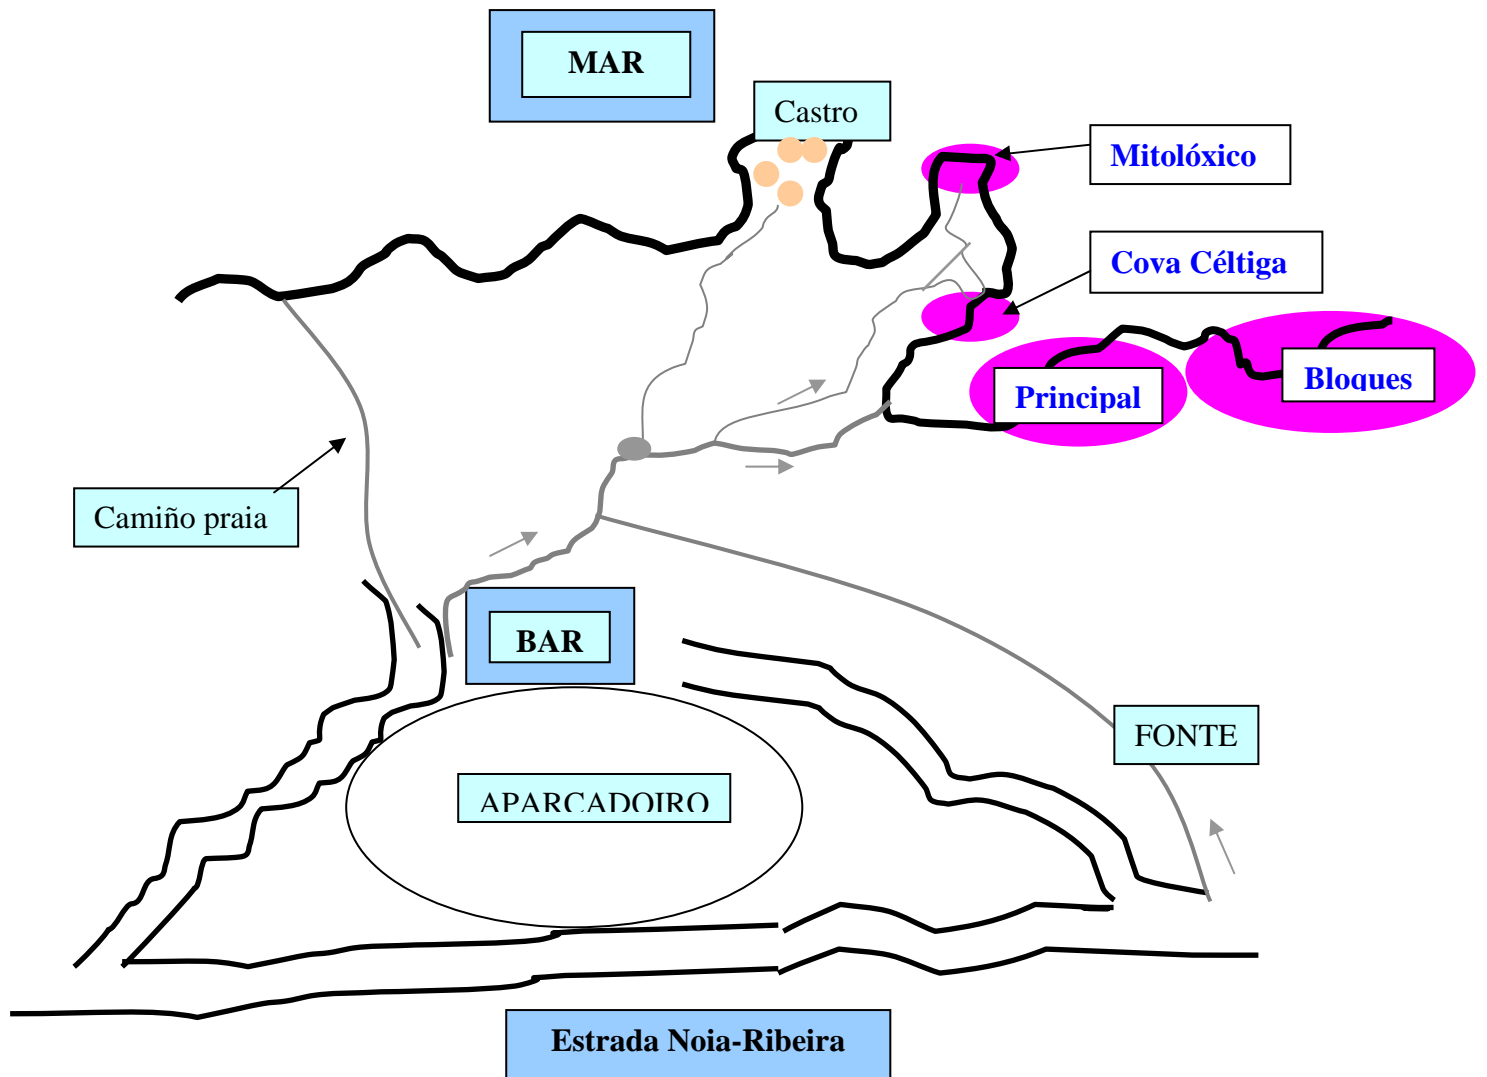 MAR
Castro
Mitolóxico
Cova Céltiga
Bloques
Principal
Camiño praia
BAR
FONTE
APARCADOIRO
Estrada Noia-Ribeira